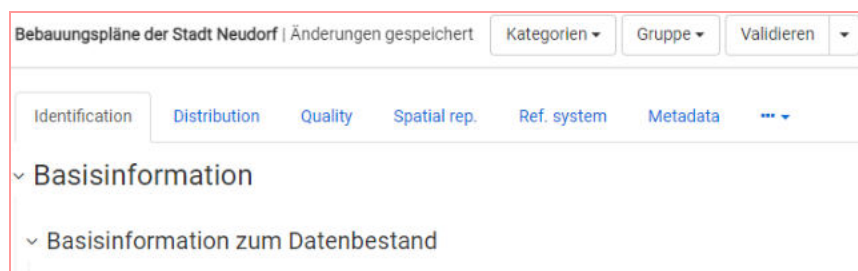 Bebauungspläne der Stadt Neudorf | Änderungen gespeichert Kategorien Gruppe Validieren
Identification Distribution Quality Spatial rep. Ref. system Metadata ...
Basisinformation
Basisinformation zum Datenbestand